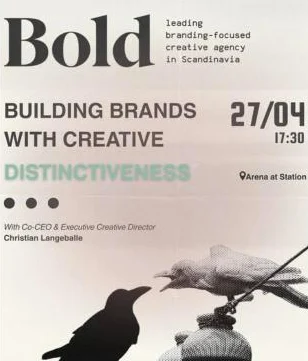 Bold
leading
branding-focused
creative agency
in Scandinavia
BUILDING BRANDS
WITH CREATIVE
DISTINCTIVENESS
27/04
17:30
Arena at Station
With Co-CEO & Executive Creative Director
Christian Langeballe